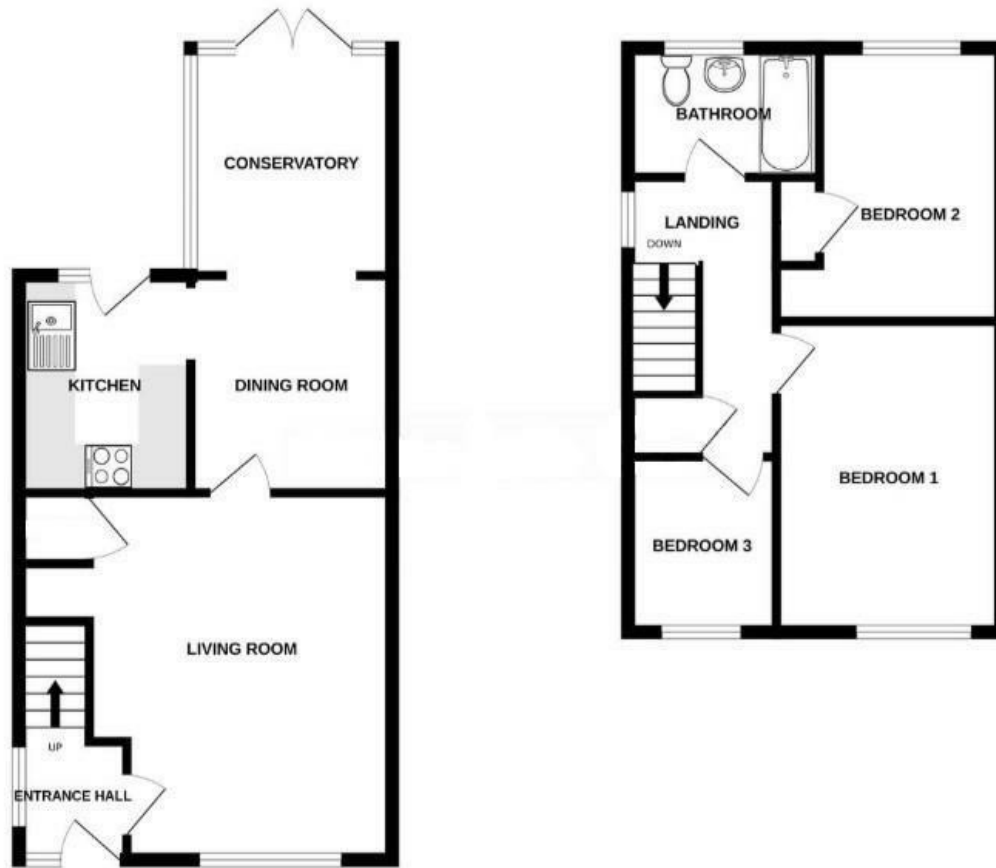 CONSERVATORY
KITCHEN
DINING ROOM
LIVING ROOM
UP
ENTRANCE HALL
BATHROOM
LANDING
DOWN
BEDROOM 2
BEDROOM 1
BEDROOM 3